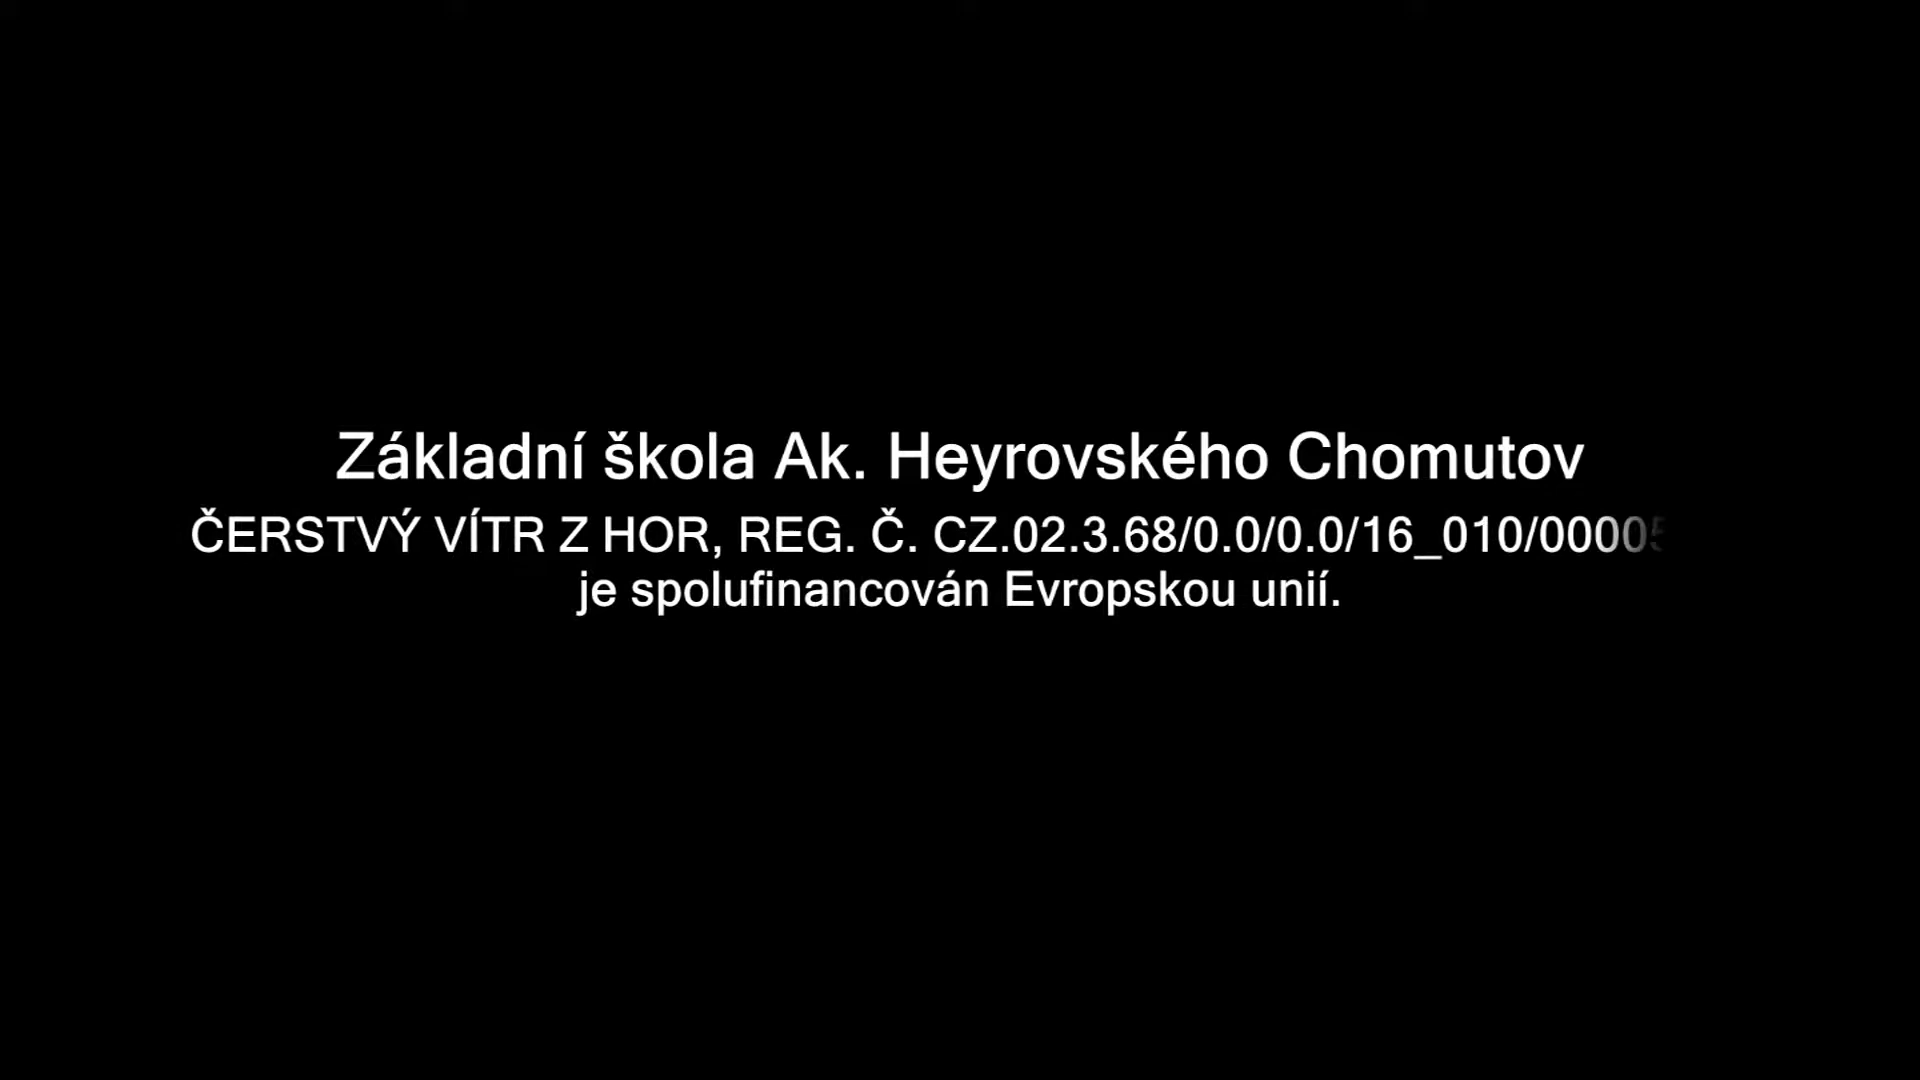 Základní škola Ak. Heyrovského Chomutov
ČERSTVÝ VÍTR Z HOR, REG. Č. CZ.02.3.68/0.0/0.0/16_010/00005
je spolufinancován Evropskou unií.